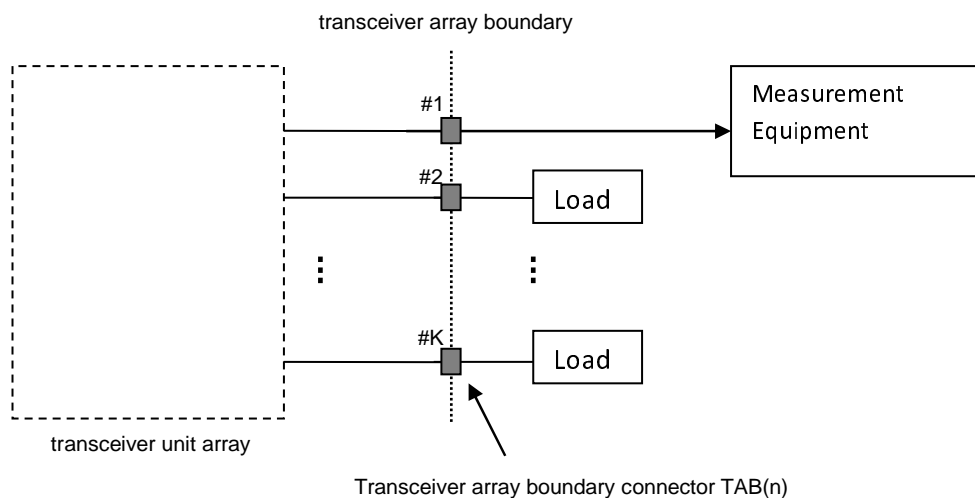 transceiver array boundary
#1
Measurement
Equipment
#2
Load
#K
Load
transceiver unit array
Transceiver array boundary connector TAB(n)